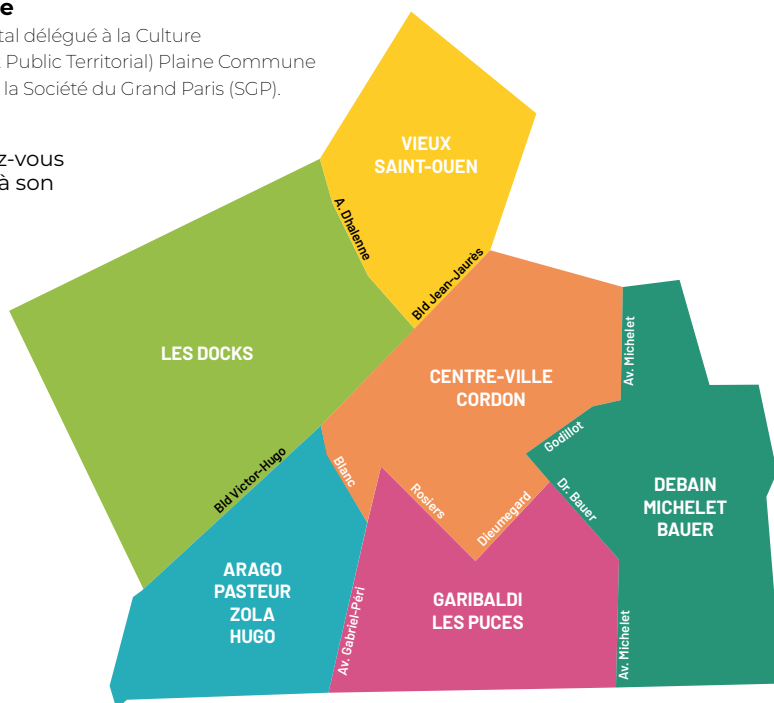 e
tal délégué à la Culture
Public Territorial) Plaine Commune
la Société du Grand Paris (SGP).
z-vous
à son
VIEUX
SAINT-OUEN
A. Dhalenne
Bld Jean-Jaurès
LES DOCKS
CENTRE-VILLE
CORDON
Av. Michelet
Godillot
Bld Victor-Hugo
Blanc
Rosiers
Dieumegard
Dr. Bauer
DEBAIN
MICHELET
BAUER
ARAGO
PASTEUR
ZOLA
HUGO
Av. Gabriel-Péri
GARIBALDI
LES PUCES
Av. Michelet